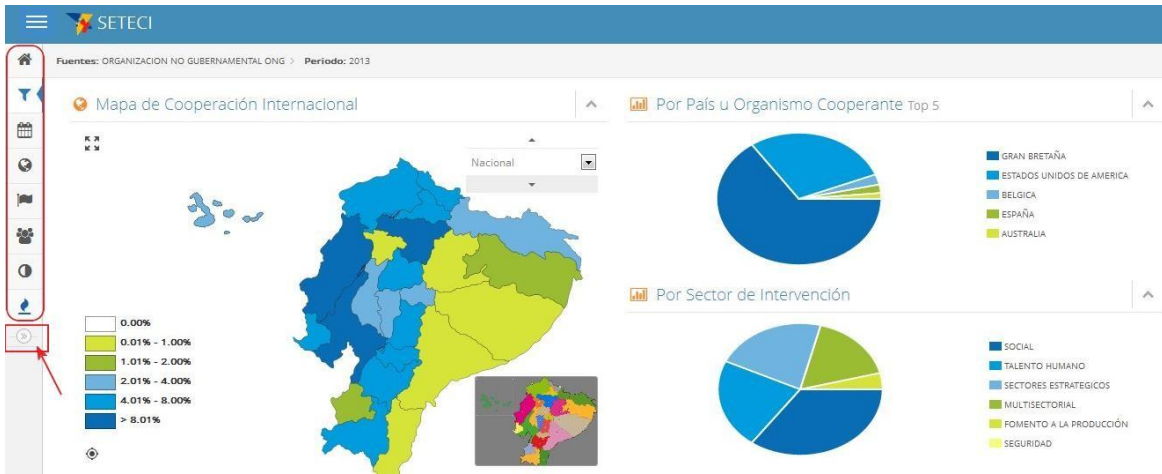 SETECI
Fuentes: ORGANIZACION NO GUBERNAMENTAL ONG > Periodo: 2013
Mapa de Cooperación Internacional
Nacional
0.00%
0.01% - 1.00%
1.01% - 2.00%
2.01% - 4.00%
4.01% - 8.00%
> 8.01%
Por País u Organismo Cooperante Top 5
GRAN BRETAÑA
ESTADOS UNIDOS DE AMERICA
BELGICA
ESPAÑA
AUSTRALIA
Por Sector de Intervención
SOCIAL
TALENTO HUMANO
SECTORES ESTRATEGICOS
MULTISECTORIAL
FOMENTO A LA PRODUCCIÓN
SEGURIDAD